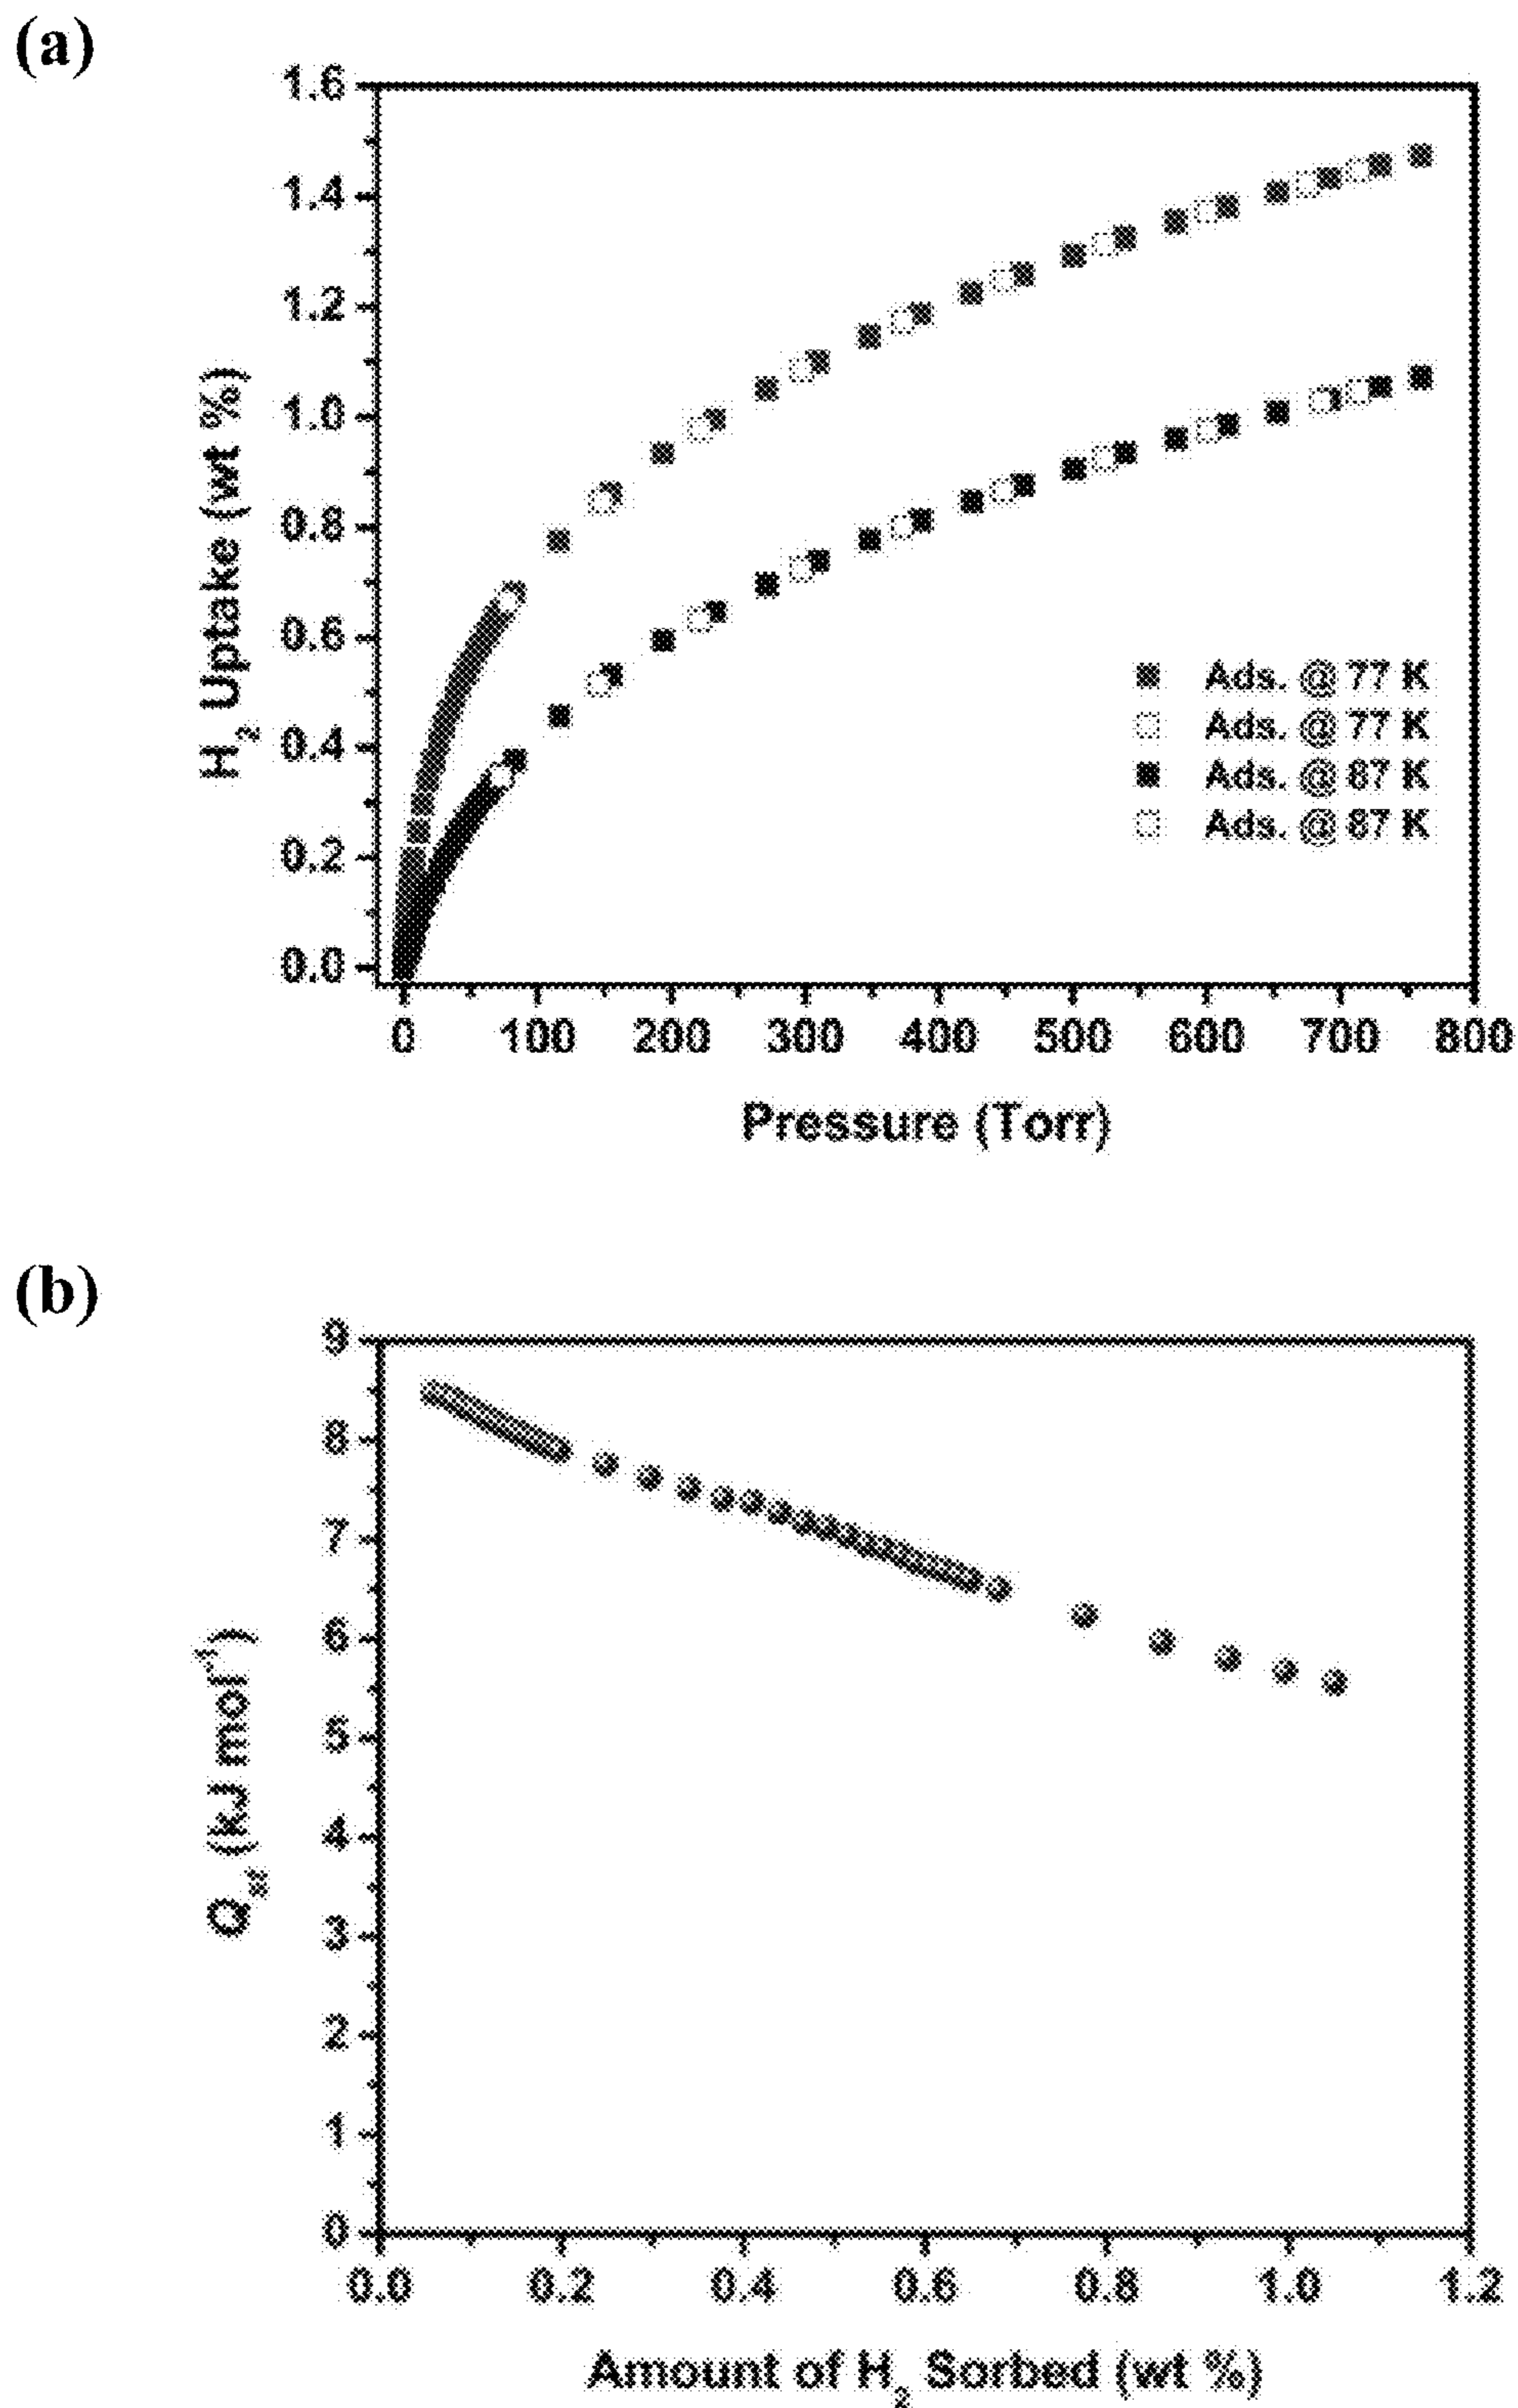 (a)
1.6
1.4
1.2
1.0
0.8
0.6
0.4
0.2
0.0
H2 Uptake (wt %)
Ads. @ 77 K
Ads. @ 77 K
Ads. @ 87 K
Ads. @ 87 K
0 100 200 300 400 500 600 700 800
Pressure (Torr)
(b)
9
8
7
6
5
4
3
2
1
0
Qst (kJ mol-1)
0.0 0.2 0.4 0.6 0.8 1.0 1.2
Amount of H2 Sorbed (wt %)